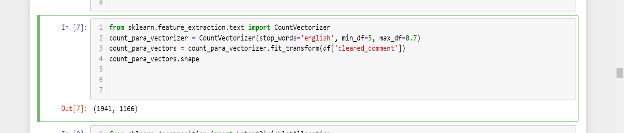 8
In [7]:
1 from sklearn.feature_extraction.text import CountVectorizer
2 count_para_vectorizer = CountVectorizer(stop_words='english', min_df=5, max_df=0.7)
3 count_para_vectors = count_para_vectorizer.fit_transform(df['cleaned_comment'])
4 count_para_vectors.shape
5
6
7
Out[7]: (1941, 1166)